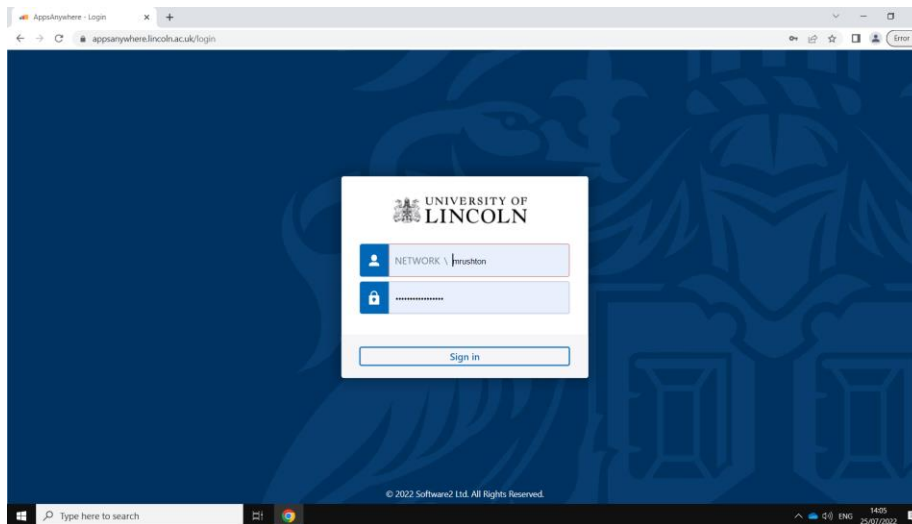 AppsAnywhere - Login
appsanywhere.lincoln.ac.uk/login
Error
UNIVERSITY OF
LINCOLN
NETWORK \ mrushton
•••••••••••••••••
Sign in
© 2022 Software2 Ltd. All Rights Reserved.
Type here to search
ENG
14:05
25/07/2022